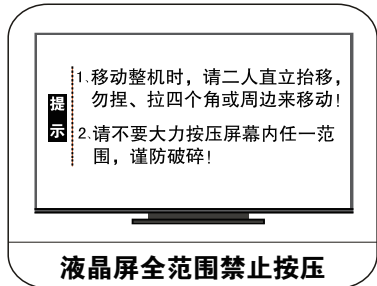 提示
1、移动整机时，请二人直立抬移，
勿捏、拉四个角或周边来移动！
2、请不要大力按压屏幕内任一范
围，谨防破碎！
液晶屏全范围禁止按压